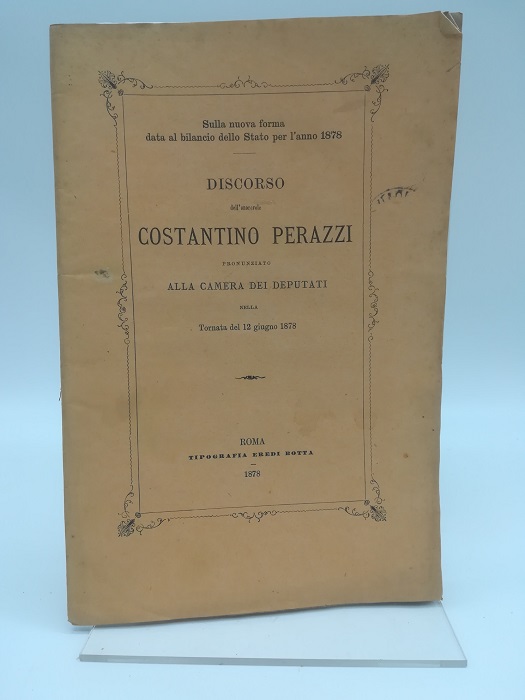 Sulla nuova forma
data al bilancio dello Stato per l'anno 1878
DISCORSO
dell'onorevole
COSTANTINO PERAZZI
PRONUNZIATO
ALLA CAMERA DEI DEPUTATI
NELLA
Tornata del 12 giugno 1878
ROMA
TIPOGRAFIA EREDI BOTTA
1878